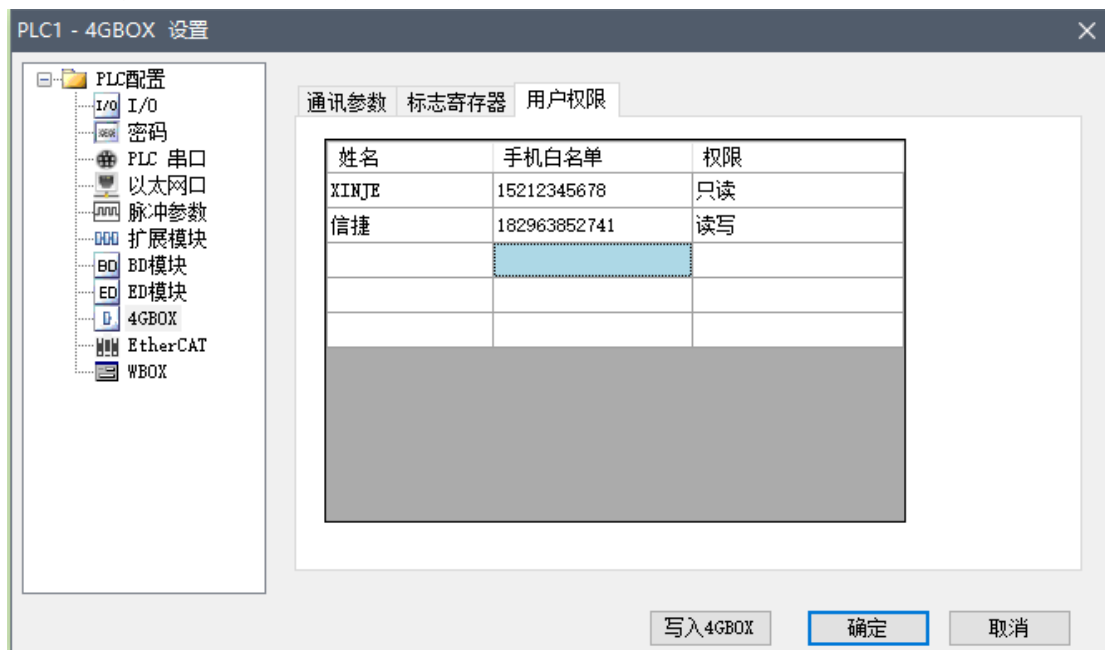 PLC1 - 4GBOX 设置
PLC配置
I/O I/O
密码
PLC 串口
以太网口
脉冲参数
扩展模块
BD BD模块
ED ED模块
4GBOX
EtherCAT
WBOX
通讯参数 标志寄存器 用户权限
姓名 手机白名单 权限
XINJE 15212345678 只读
信捷 182963852741 读写
写入4GBOX 确定 取消